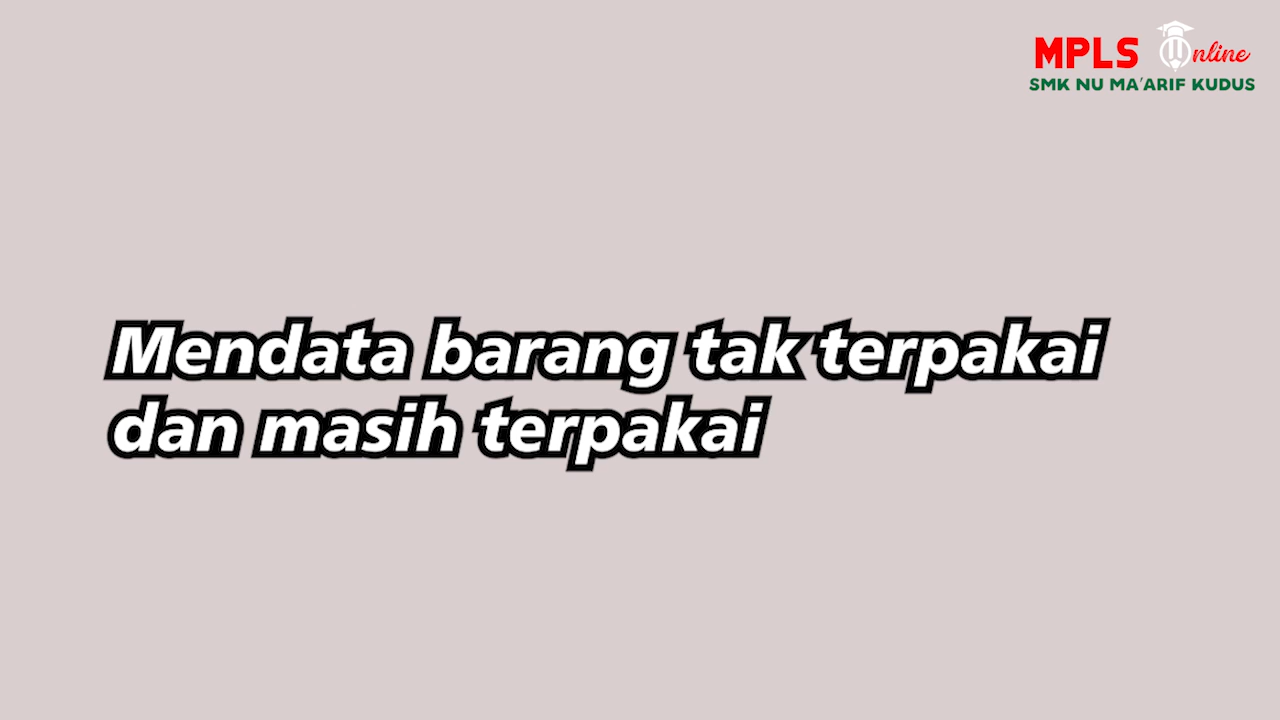 MPLS Online
SMK NU MA'ARIF KUDUS
Mendata barang tak terpakai
dan masih terpakai